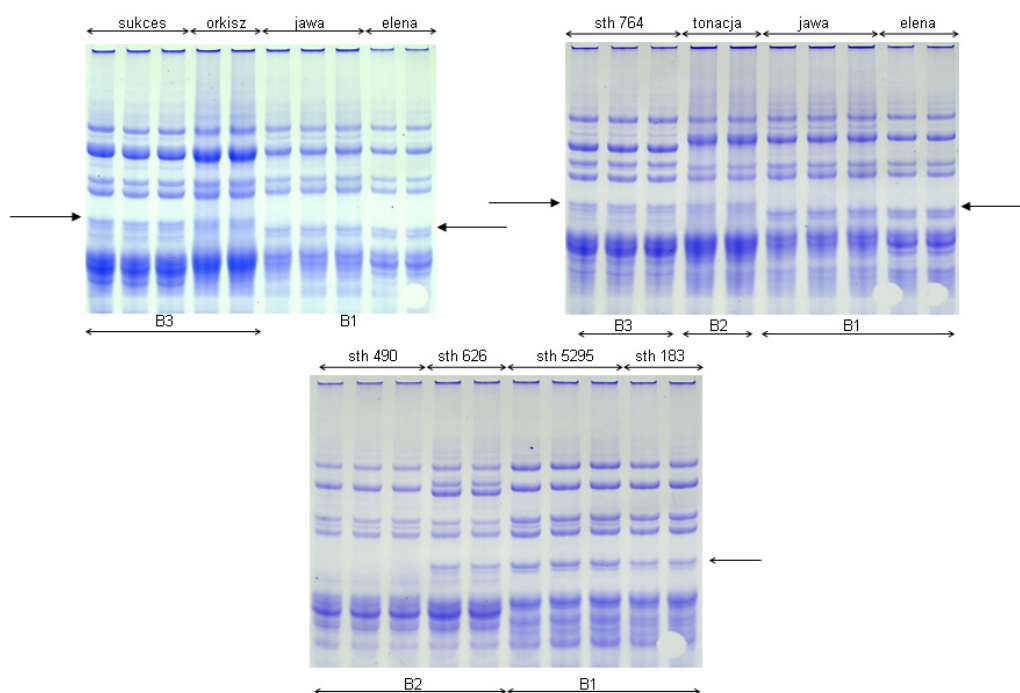 sukces orkisz jawa elena
B3 B1
sth 764 tonacja jawa elena
B3 B2 B1
sth 490 sth 626 sth 5295 sth 183
B2 B1